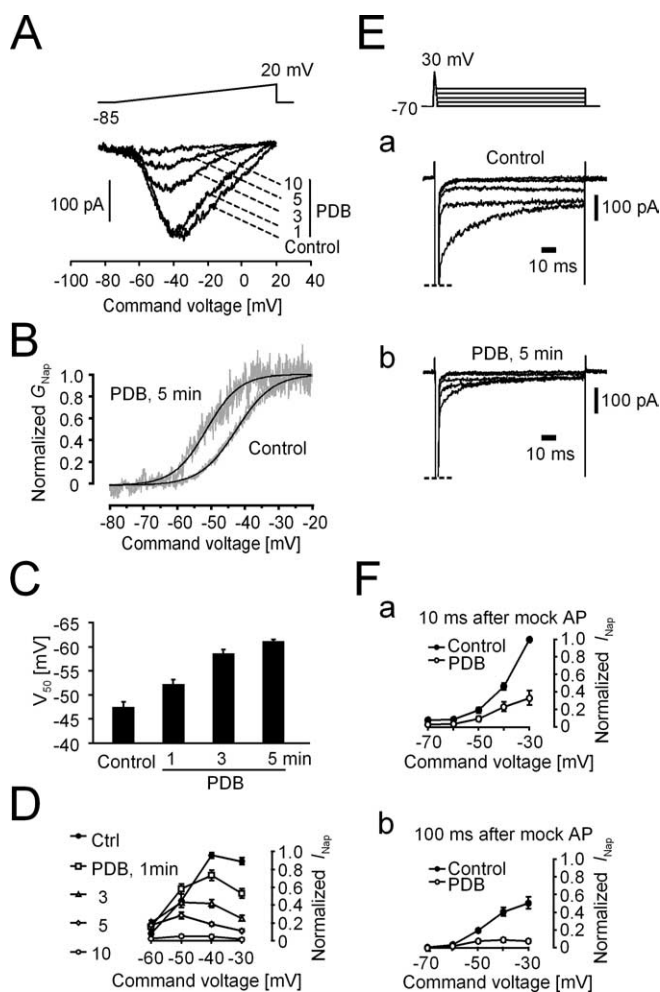 A
20 mV
-85
100 pA
10
5
3
1
PDB
Control
-100 -80 -60 -40 -20 0 20 40
Command voltage [mV]
B
Normalized G_Nap
1.0
0.8
0.6
0.4
0.2
0
PDB, 5 min
Control
-80 -70 -60 -50 -40 -30 -20
Command voltage [mV]
C
V_50 [mV]
-65
-60
-55
-50
-45
-40
Control 1 3 5 min
PDB
D
Ctrl
PDB, 1min
3
5
10
1.0
0.8
0.6
0.4
0.2
0
Normalized I_Nap
-60 -50 -40 -30
Command voltage [mV]
E
30 mV
-70
a
Control
100 pA
10 ms
b
PDB, 5 min
100 pA
10 ms
F
a
10 ms after mock AP
Control
PDB
1.0
0.8
0.6
0.4
0.2
0
Normalized I_Nap
-70 -60 -50 -40 -30
Command voltage [mV]
b
100 ms after mock AP
Control
PDB
1.0
0.8
0.6
0.4
0.2
0
Normalized I_Nap
-70 -60 -50 -40 -30
Command voltage [mV]